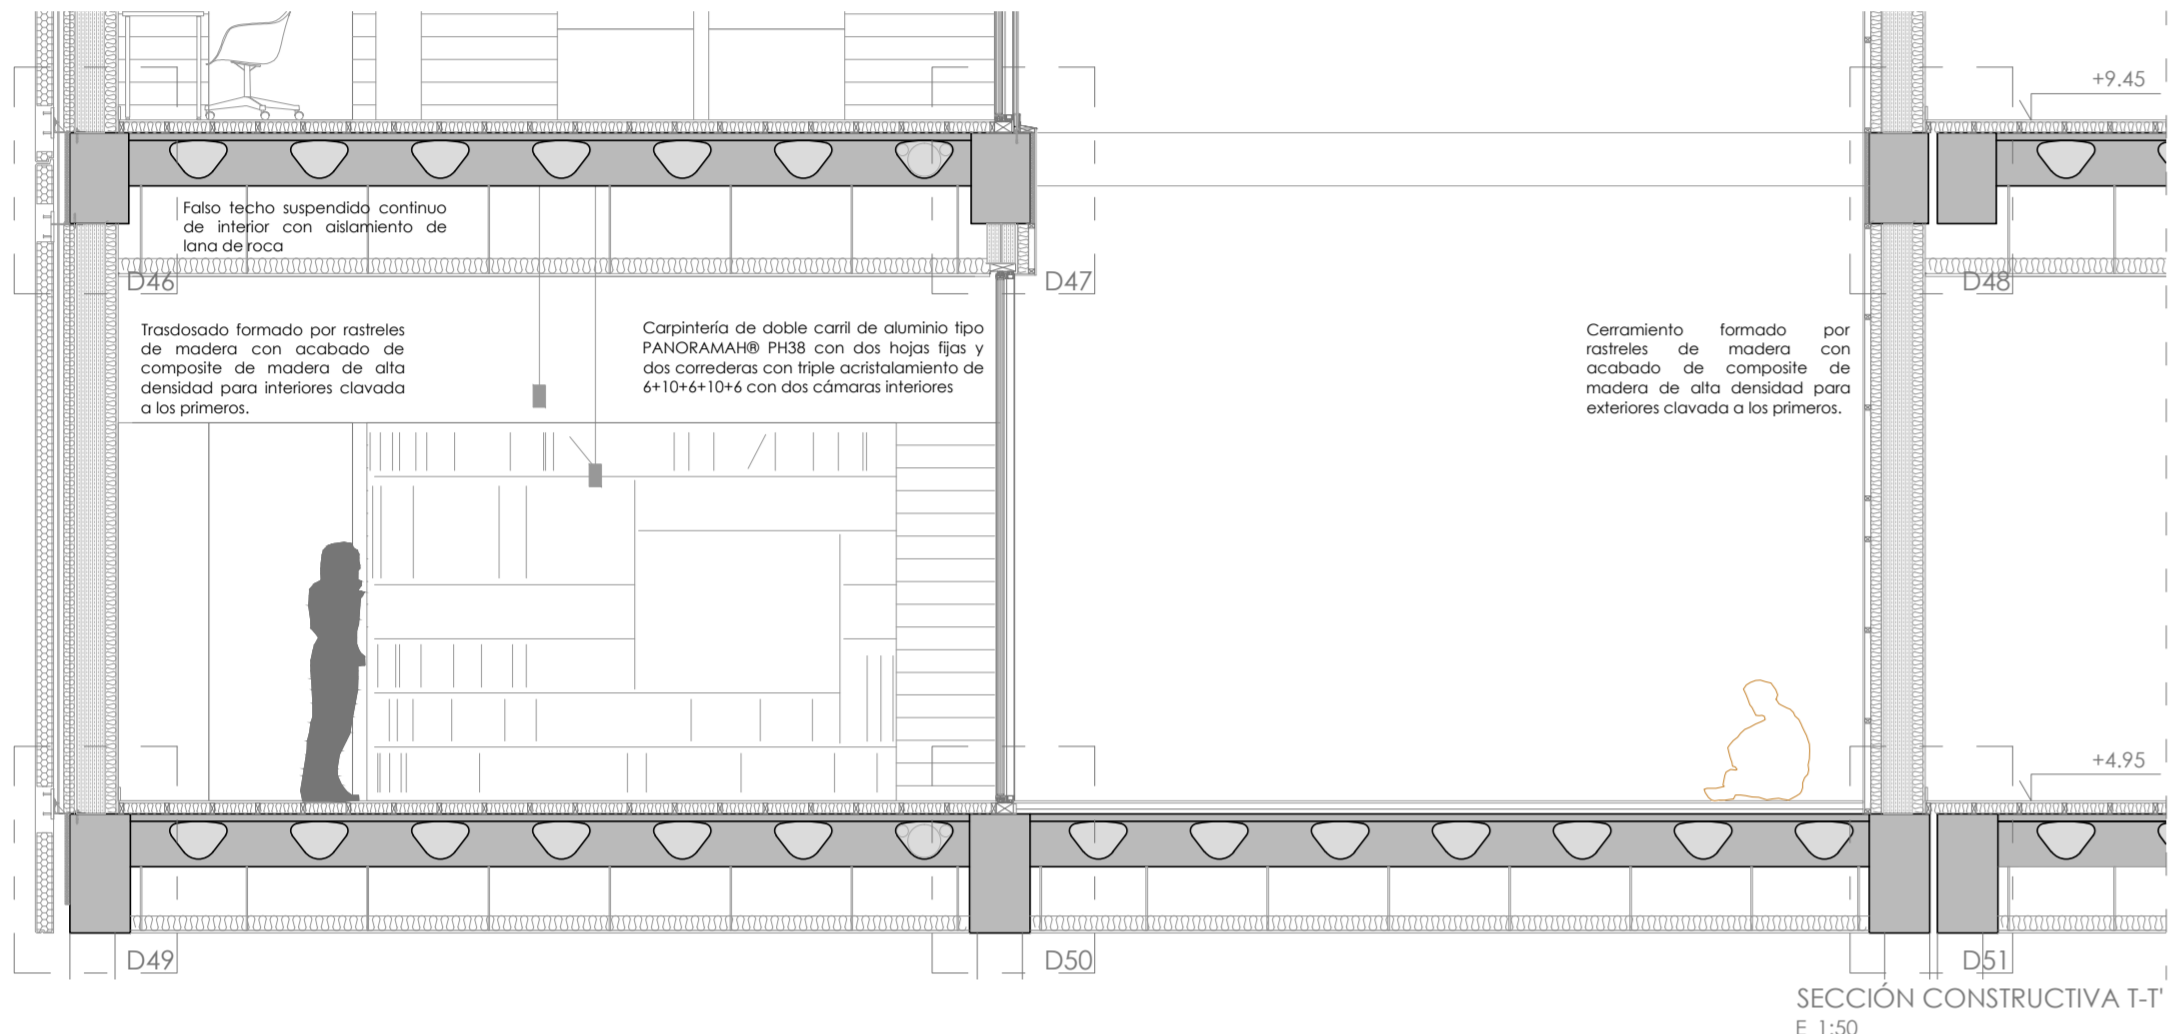 +9.45
Falso techo suspendido continuo
de interior con aislamiento de
lana de roca
D46
D47
D48
Trasdosado formado por rastreles
de madera con acabado de
composite de madera de alta
densidad para interiores clavada
a los primeros.
Carpintería de doble carril de aluminio tipo
PANORAMAH® PH38 con dos hojas fijas y
dos correderas con triple acristalamiento de
6+10+6+10+6 con dos cámaras interiores
Cerramiento formado por
rastreles de madera con
acabado de composite de
madera de alta densidad para
exteriores clavada a los primeros.
+4.95
D49
D50
D51
SECCIÓN CONSTRUCTIVA T-T'
E 1:50